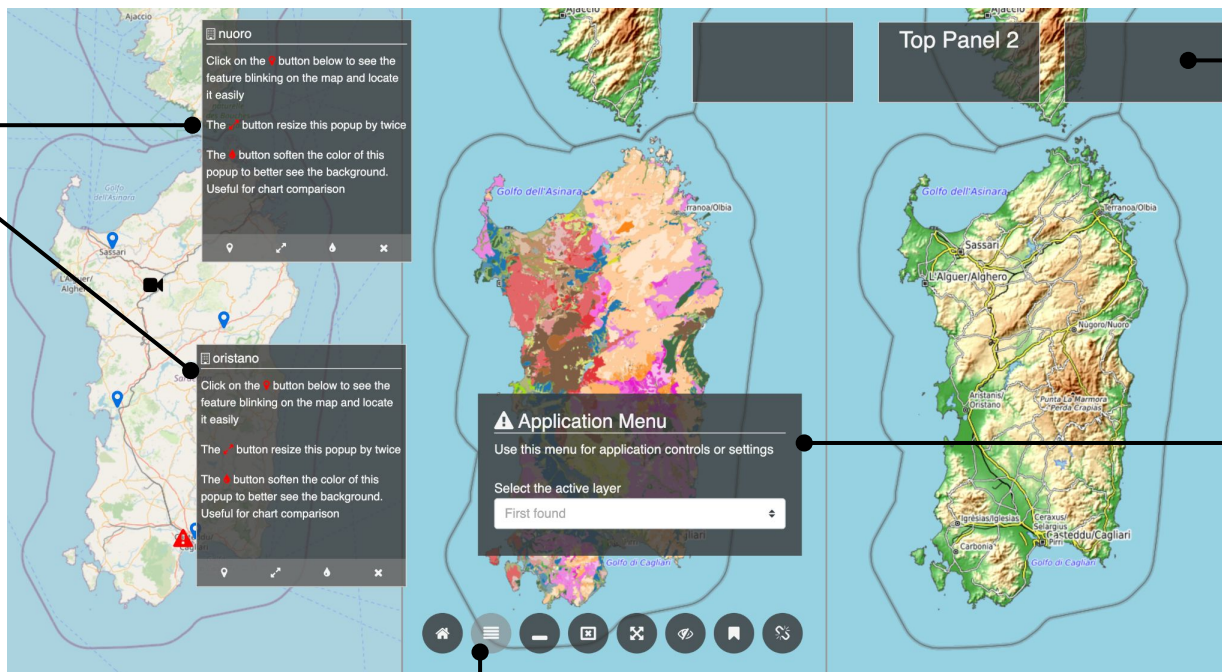 Ajaccio
Golfo
dell'Asinara
Sassari
L'Alguer/
Alghero
nuoro
Click on the button below to see the
feature blinking on the map and locate
it easily
The button resize this popup by twice
The button soften the color of this
popup to better see the background.
Useful for chart comparison
oristano
Click on the button below to see the
feature blinking on the map and locate
it easily
The button resize this popup by twice
The button soften the color of this
popup to better see the background.
Useful for chart comparison
Golfo dell'Asinara
rranoa/Olbia
Application Menu
Use this menu for application controls or settings
Select the active layer
First found
Golfo di Cagliari
Top Panel 2
Golfo dell'Asinara
Terranoa/Olbia
Sassari
L'Alguer/Alghero
Nùgoro/Nuoro
Aristanis/
Oristano
Punta La Marmora
Perda Crapias
Igrèsias/Iglesias
Ceraxus/
Selargius
Casteddu/Cagliari
Pirri
Carbonia
Golfo di Cagliari